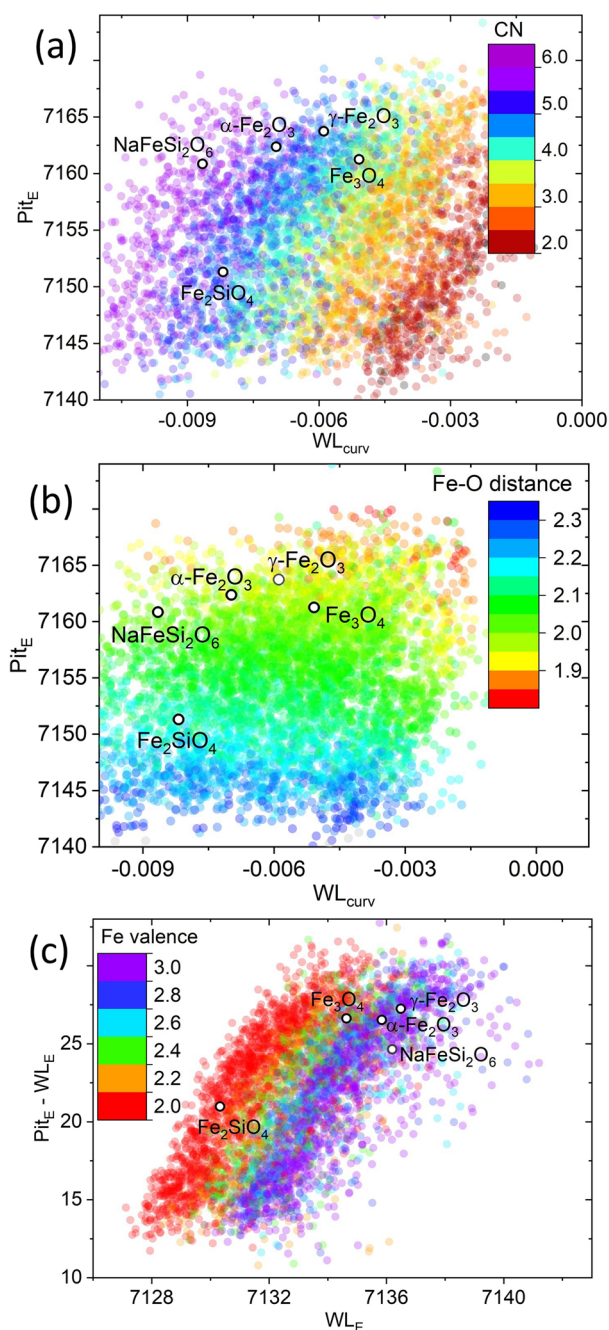 (a)
CN
6.0
5.0
4.0
3.0
2.0
7165
7160
7155
7150
7145
7140
Pit_E
α-Fe₂O₃
γ-Fe₂O₃
NaFeSi₂O₆
Fe₃O₄
Fe₂SiO₄
-0.009 -0.006 -0.003 0.000
WL_curv
(b)
Fe-O distance
2.3
2.2
2.1
2.0
1.9
7165
7160
7155
7150
7145
7140
Pit_E
γ-Fe₂O₃
α-Fe₂O₃
Fe₃O₄
NaFeSi₂O₆
Fe₂SiO₄
-0.009 -0.006 -0.003 0.000
WL_curv
(c)
Fe valence
3.0
2.8
2.6
2.4
2.2
2.0
25
20
15
10
Pit_E - WL_E
Fe₃O₄
γ-Fe₂O₃
α-Fe₂O₃
NaFeSi₂O₆
Fe₂SiO₄
7128 7132 7136 7140
WL_E